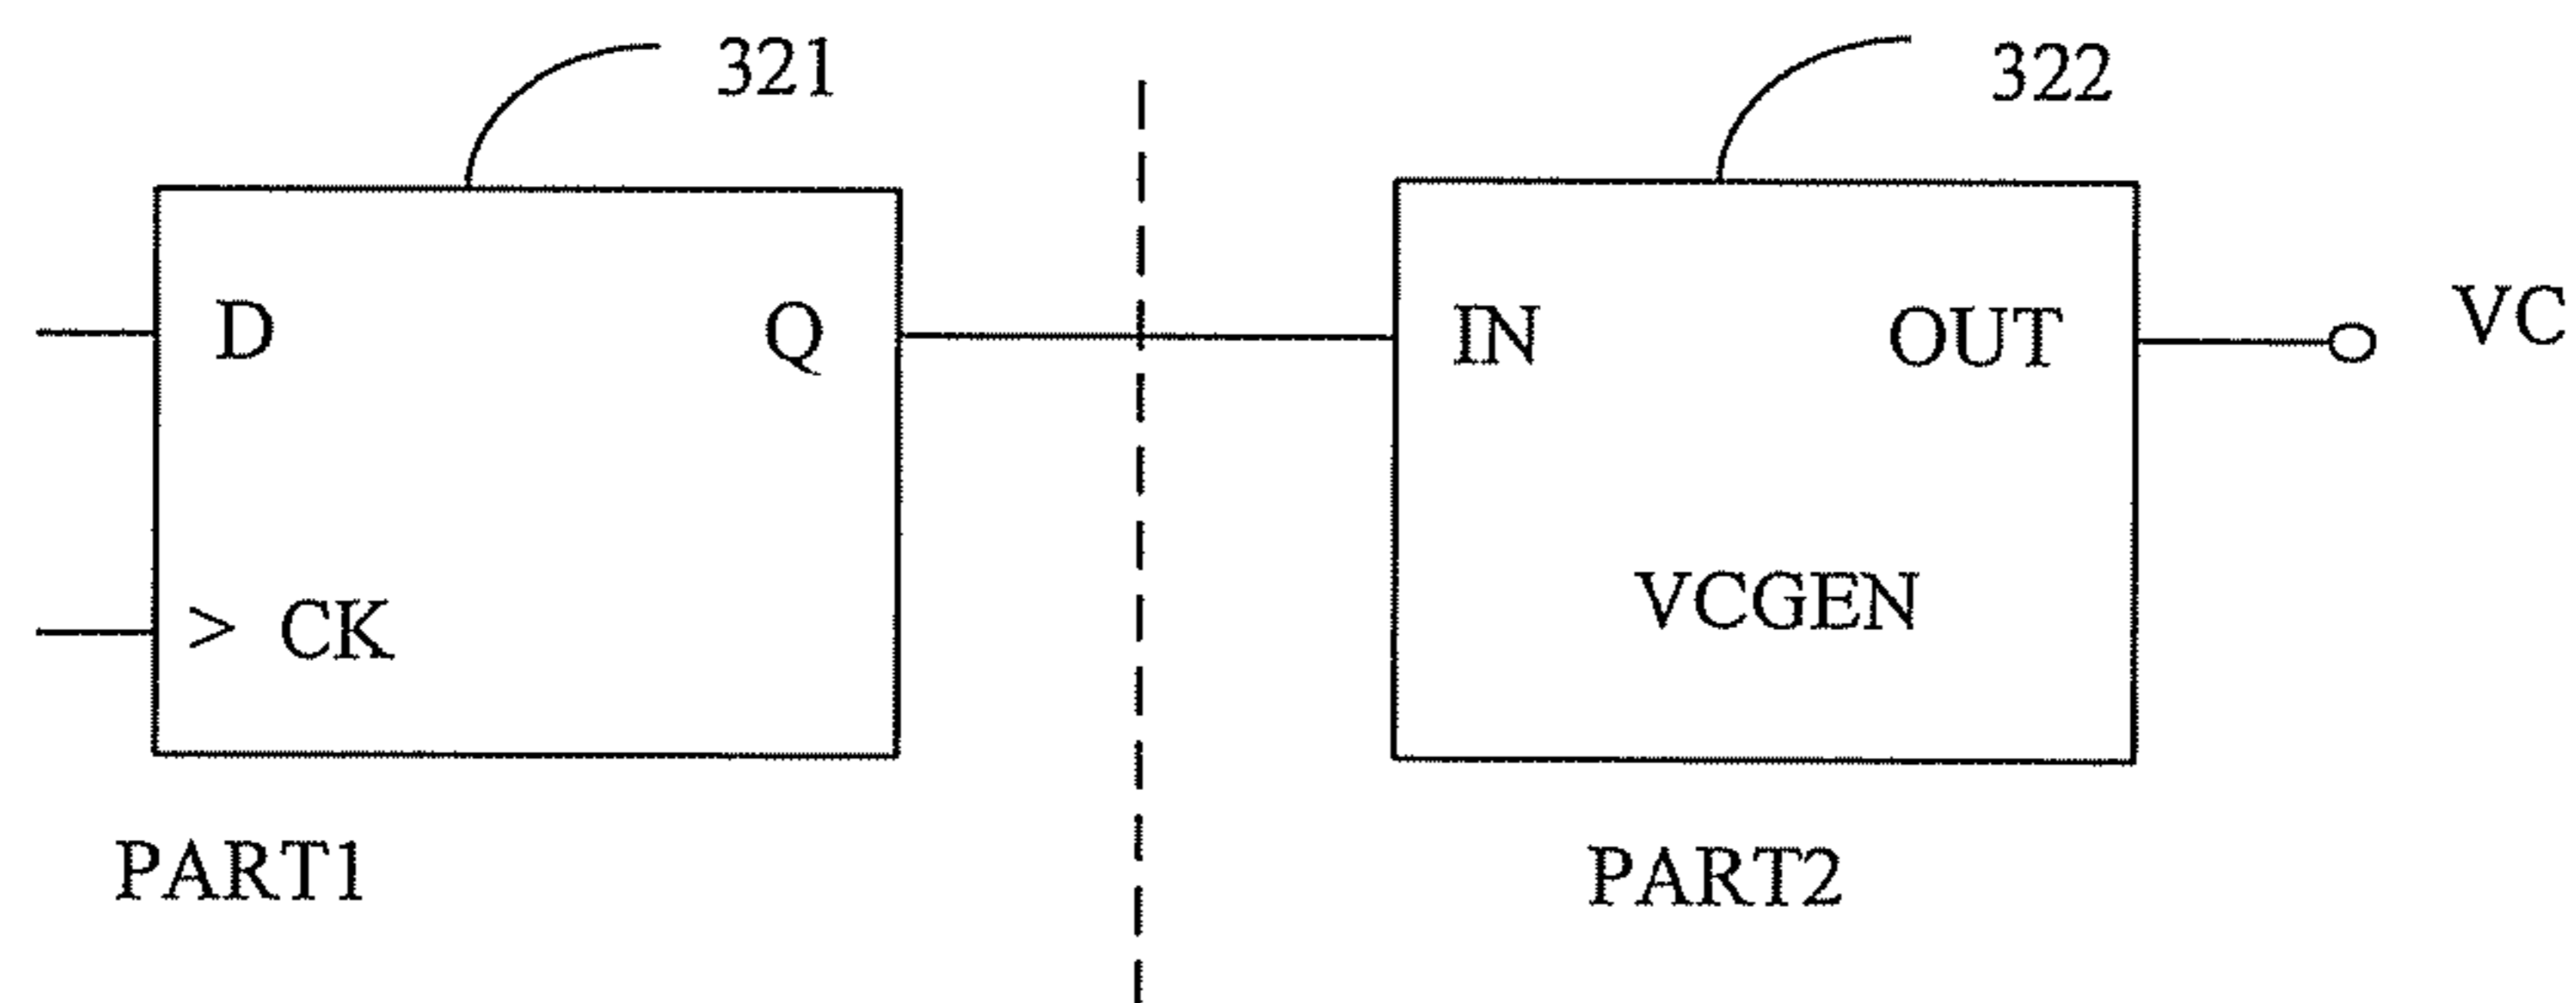 321
322
D
Q
IN
OUT
VC
> CK
VCGEN
PART1
PART2